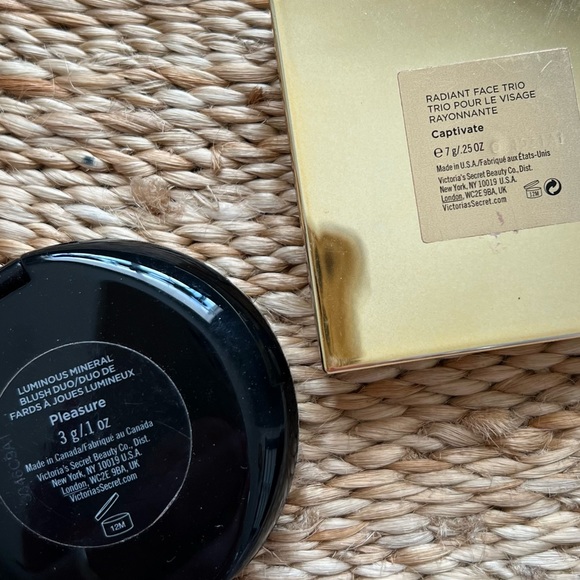 RADIANT FACE TRIO
TRIO POUR LE VISAGE
RAYONNANTE
Captivate
℮ 7 g/.25 OZ
Made in U.S.A./Fabriqué aux États-Unis
Victoria's Secret Beauty Co., Dist.
New York, NY 10019 U.S.A.
London, WC2E 9BA, UK
VictoriasSecret.com
12M
LUMINOUS MINERAL
BLUSH DUO/DUO DE
FARDS À JOUES LUMINEUX
Pleasure
3 g/.1 OZ
Made in Canada/Fabriqué au Canada
Victoria's Secret Beauty Co., Dist.
New York, NY 10019 U.S.A.
London, WC2E 9BA, UK
VictoriasSecret.com
12M